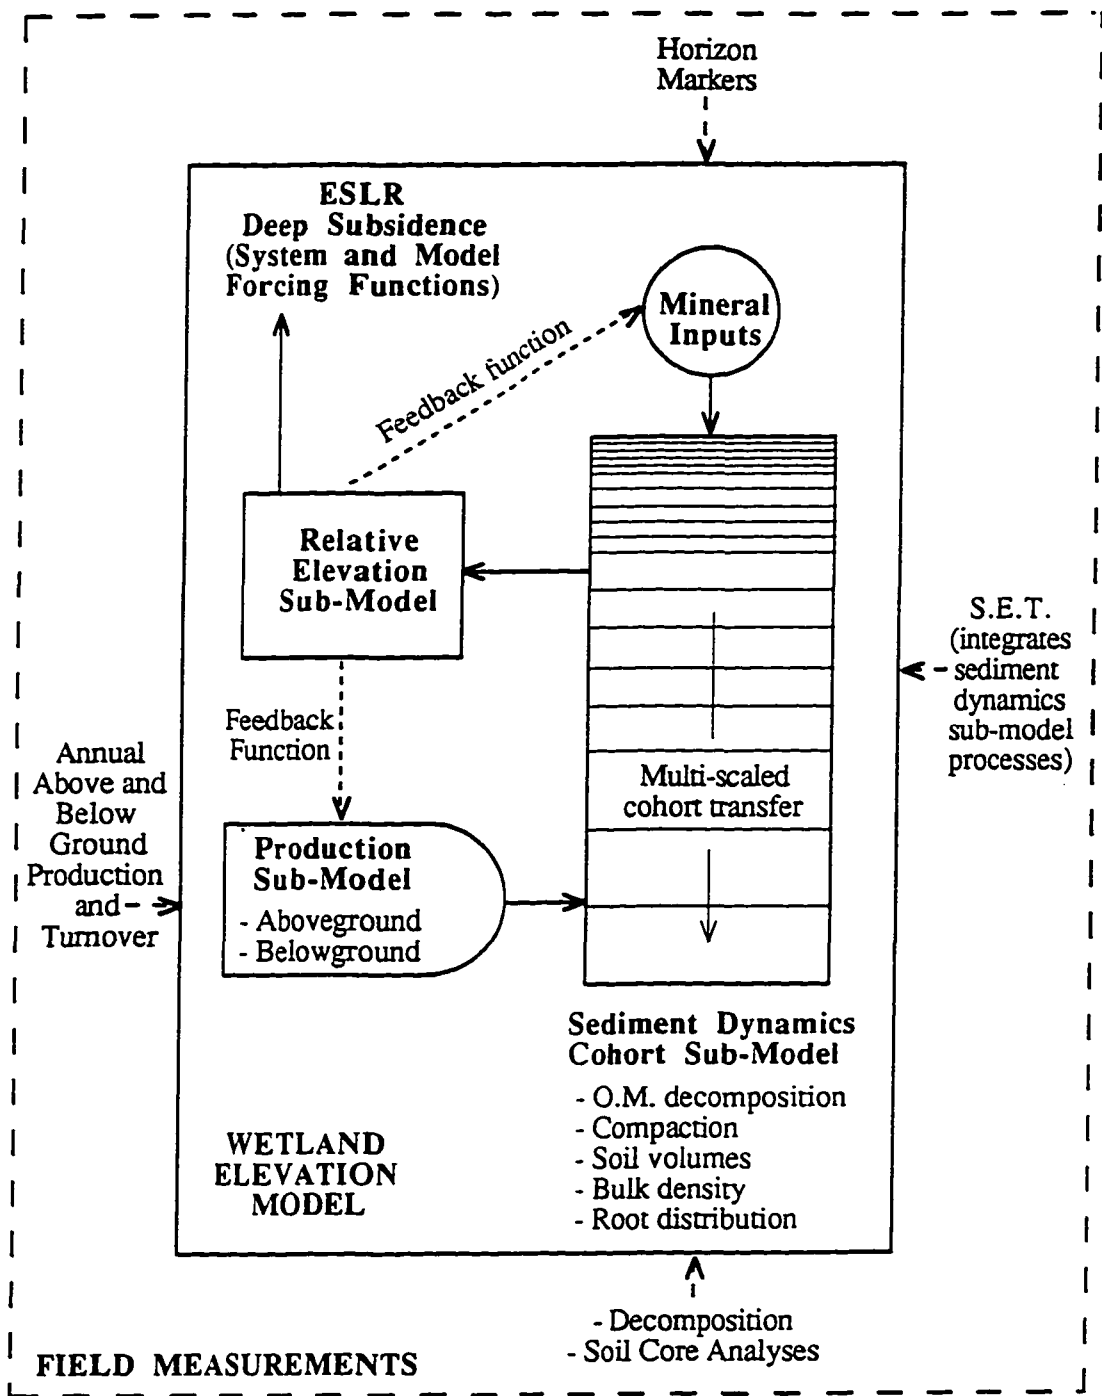 Horizon
Markers
ESLR
Deep Subsidence
(System and Model
Forcing Functions)
Mineral
Inputs
Feedback function
Relative
Elevation
Sub-Model
S.E.T.
(integrates
sediment
dynamics
sub-model
processes)
Feedback
Function
Annual
Above and
Below
Ground
Production
and
Turnover
Multi-scaled
cohort transfer
Production
Sub-Model
- Aboveground
- Belowground
Sediment Dynamics
Cohort Sub-Model
- O.M. decomposition
- Compaction
- Soil volumes
- Bulk density
- Root distribution
WETLAND
ELEVATION
MODEL
- Decomposition
- Soil Core Analyses
FIELD MEASUREMENTS